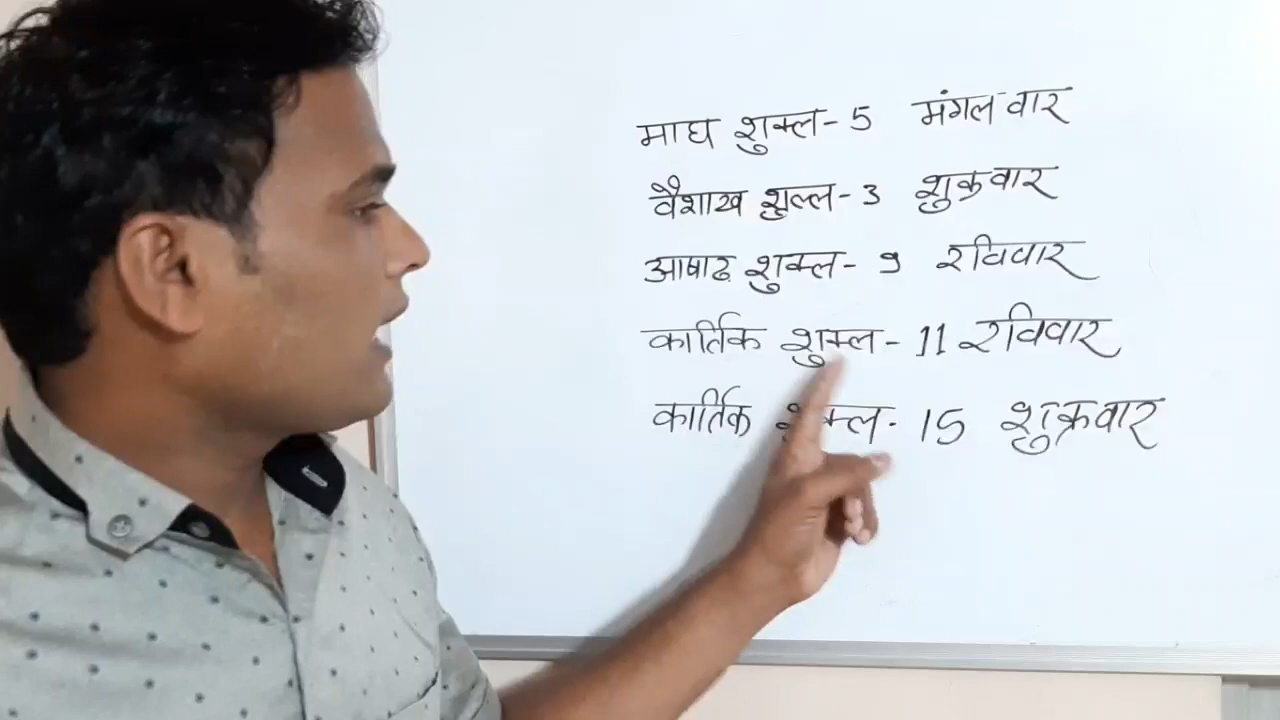 माघ शुक्ल - 5 मंगलवार
वैशाख शुल्ल - 3 शुक्रवार
आषाढ शुक्ल - 9 रविवार
कार्तिक शुक्ल - 11 रविवार
कार्तिक शुक्ल - 15 शुक्रवार